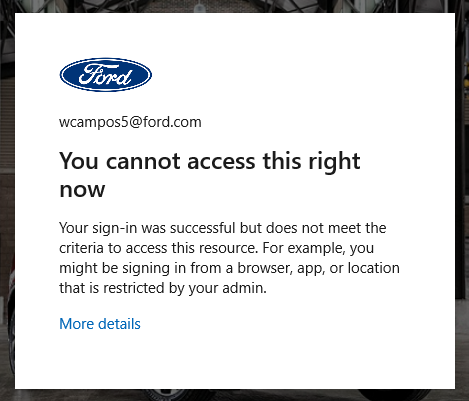 Ford
wcampos5@ford.com
You cannot access this right
now
Your sign-in was successful but does not meet the
criteria to access this resource. For example, you
might be signing in from a browser, app, or location
that is restricted by your admin.
More details